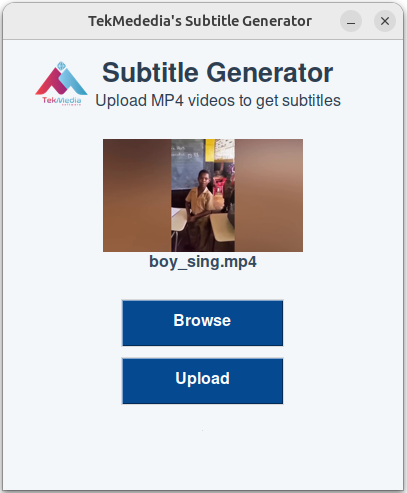 TekMededia's Subtitle Generator
Subtitle Generator
TekMedia
Upload MP4 videos to get subtitles
boy_sing.mp4
Browse
Upload